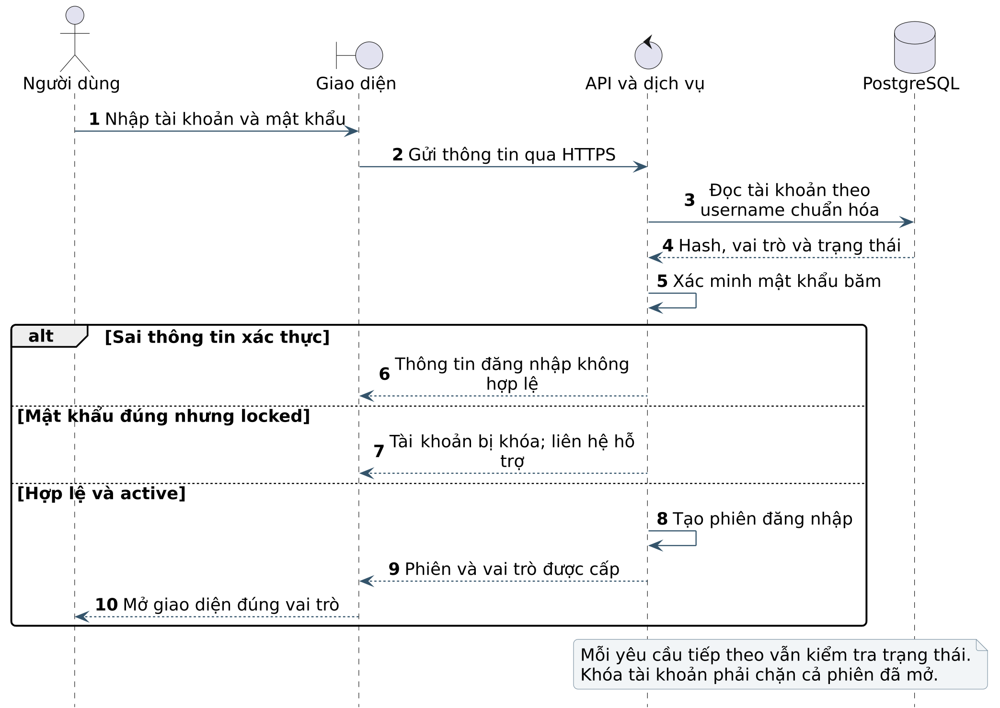 Người dùng
Giao diện
API và dịch vụ
PostgreSQL
1 Nhập tài khoản và mật khẩu
2 Gửi thông tin qua HTTPS
3 Đọc tài khoản theo
username chuẩn hóa
4 Hash, vai trò và trạng thái
5 Xác minh mật khẩu băm
alt [Sai thông tin xác thực]
6 Thông tin đăng nhập không
hợp lệ
[Mật khẩu đúng nhưng locked]
7 Tài khoản bị khóa; liên hệ hỗ
trợ
[Hợp lệ và active]
8 Tạo phiên đăng nhập
9 Phiên và vai trò được cấp
10 Mở giao diện đúng vai trò
Mỗi yêu cầu tiếp theo vẫn kiểm tra trạng thái.
Khóa tài khoản phải chặn cả phiên đã mở.